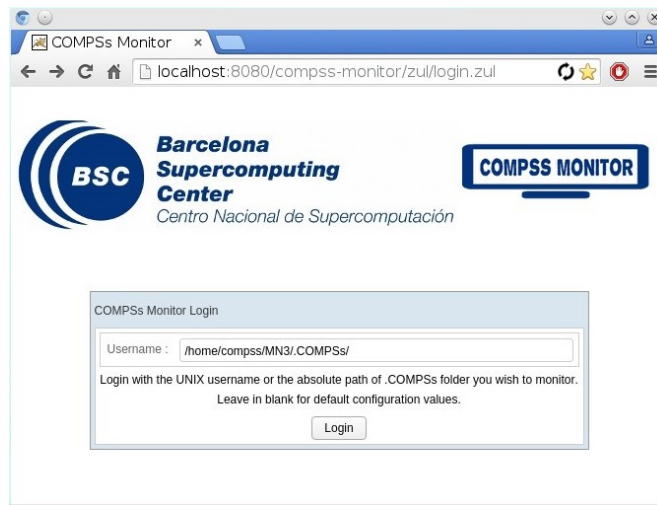 COMPSs Monitor
localhost:8080/compss-monitor/zul/login.zul
BSC
Barcelona
Supercomputing
Center
Centro Nacional de Supercomputación
COMPSS MONITOR
COMPSs Monitor Login
Username : /home/compss/MN3/.COMPSs/
Login with the UNIX username or the absolute path of .COMPSs folder you wish to monitor.
Leave in blank for default configuration values.
Login